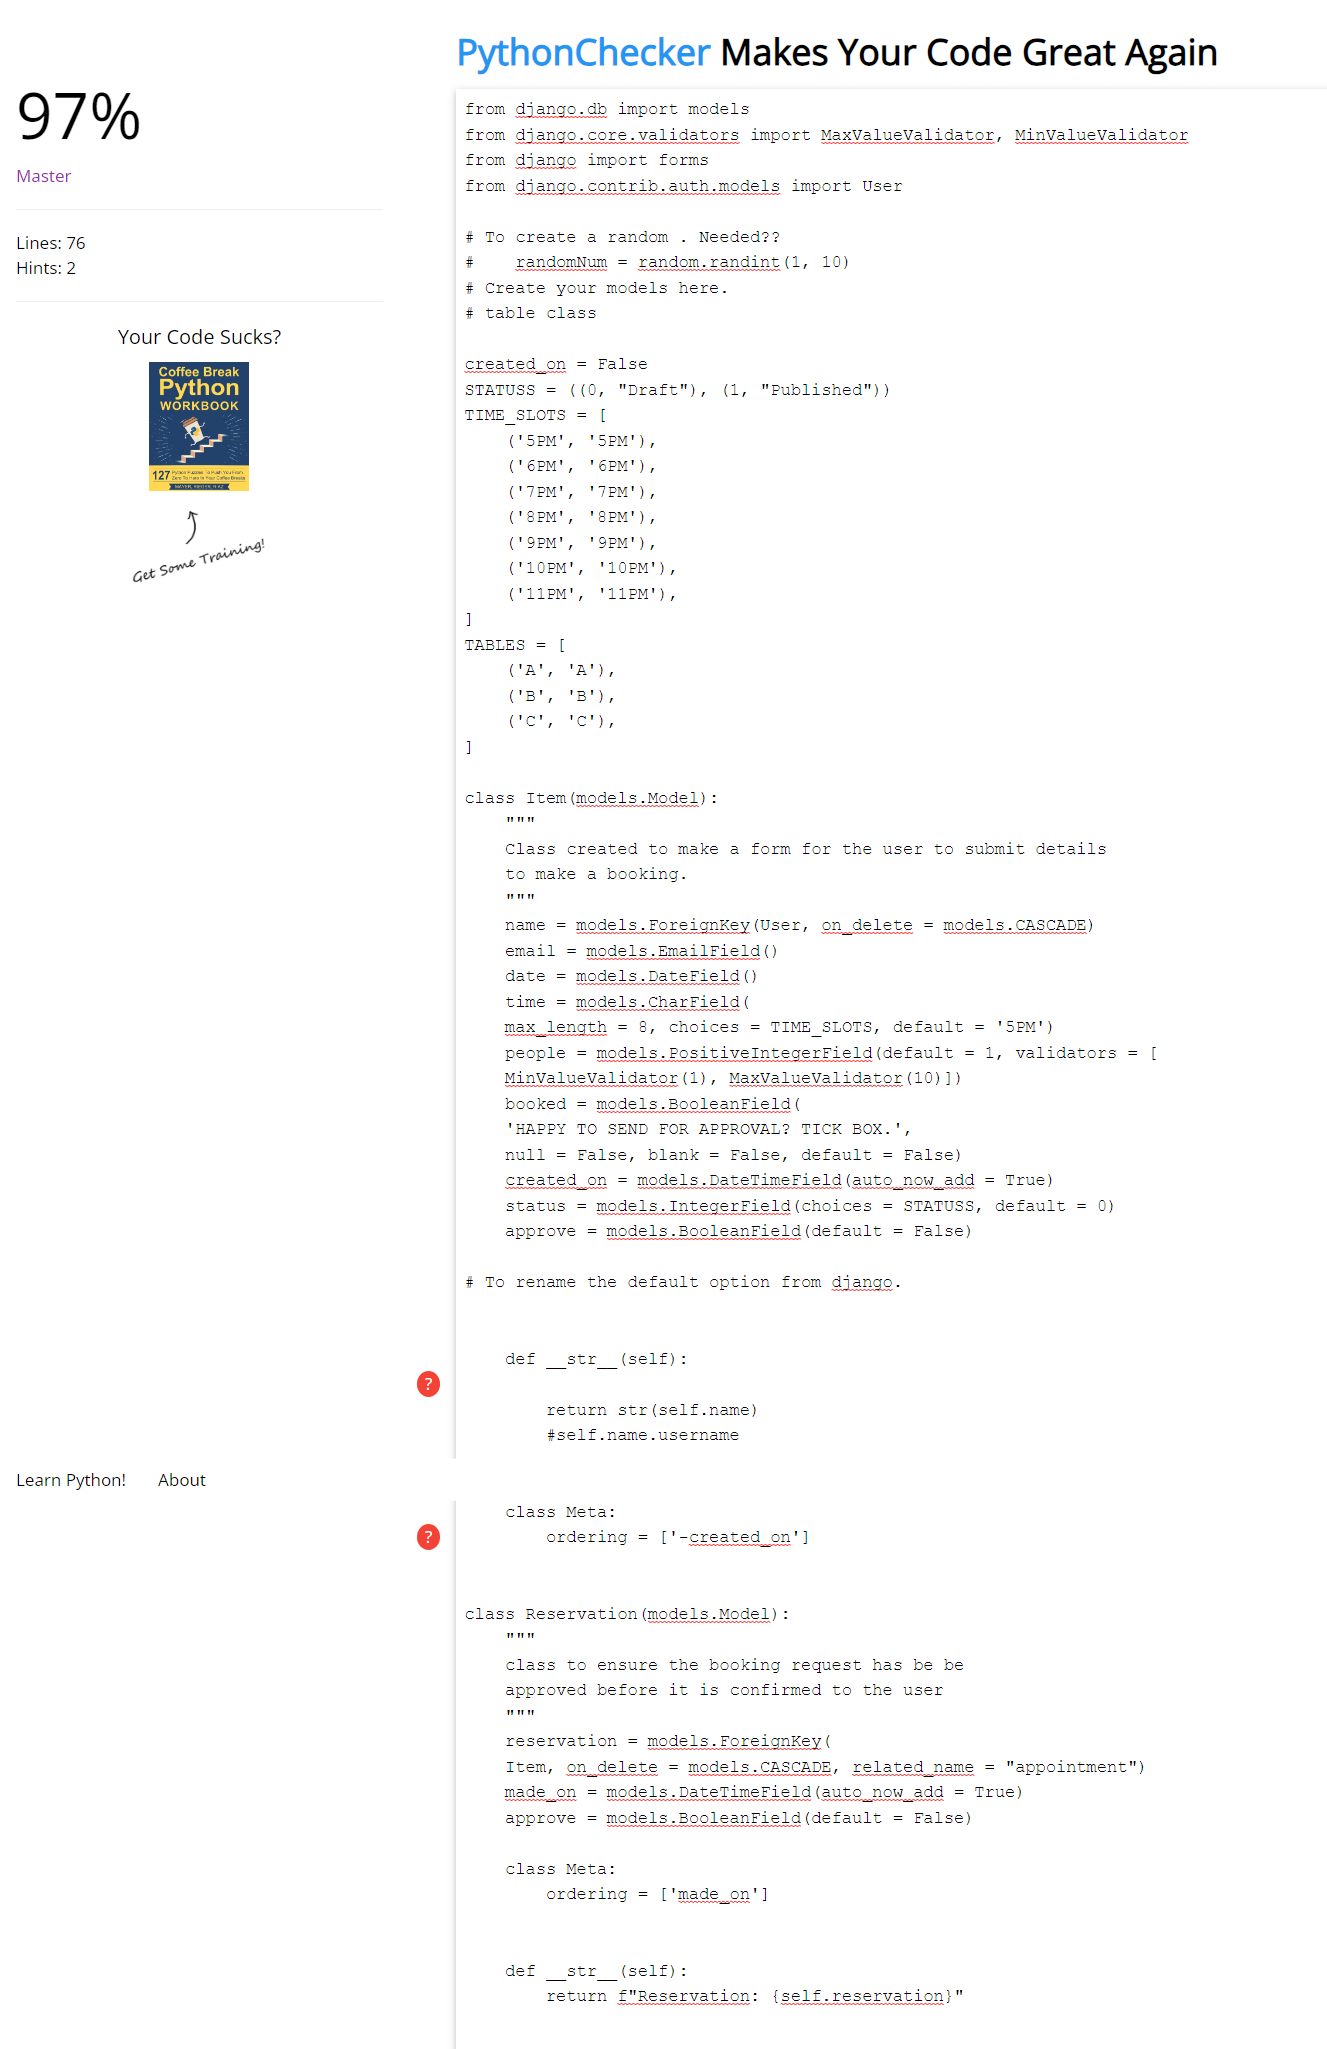 PythonChecker Makes Your Code Great Again
97%
Master
Lines: 76
Hints: 2
Your Code Sucks?
Coffee Break
Python
WORKBOOK
127
Get Some Training!
from django.db import models
from django.core.validators import MaxValueValidator, MinValueValidator
from django import forms
from django.contrib.auth.models import User
# To create a random . Needed??
#    randomNum = random.randint(1, 10)
# Create your models here.
# table class
created_on = False
STATUSS = ((0, "Draft"), (1, "Published"))
TIME_SLOTS = [
    ('5PM', '5PM'),
    ('6PM', '6PM'),
    ('7PM', '7PM'),
    ('8PM', '8PM'),
    ('9PM', '9PM'),
    ('10PM', '10PM'),
    ('11PM', '11PM'),
]
TABLES = [
    ('A', 'A'),
    ('B', 'B'),
    ('C', 'C'),
]
class Item(models.Model):
    """
    Class created to make a form for the user to submit details
    to make a booking.
    """
    name = models.ForeignKey(User, on_delete = models.CASCADE)
    email = models.EmailField()
    date = models.DateField()
    time = models.CharField(
    max_length = 8, choices = TIME_SLOTS, default = '5PM')
    people = models.PositiveIntegerField(default = 1, validators = [
    MinValueValidator(1), MaxValueValidator(10)])
    booked = models.BooleanField(
    'HAPPY TO SEND FOR APPROVAL? TICK BOX.',
    null = False, blank = False, default = False)
    created_on = models.DateTimeField(auto_now_add = True)
    status = models.IntegerField(choices = STATUSS, default = 0)
    approve = models.BooleanField(default = False)
# To rename the default option from django.
    def __str__(self):
?
        return str(self.name)
        #self.name.username
Learn Python! About
    class Meta:
? ordering = ['-created_on']
class Reservation(models.Model):
    """
    class to ensure the booking request has be be
    approved before it is confirmed to the user
    """
    reservation = models.ForeignKey(
    Item, on_delete = models.CASCADE, related_name = "appointment")
    made_on = models.DateTimeField(auto_now_add = True)
    approve = models.BooleanField(default = False)
    class Meta:
        ordering = ['made_on']
    def __str__(self):
        return f"Reservation: {self.reservation}"